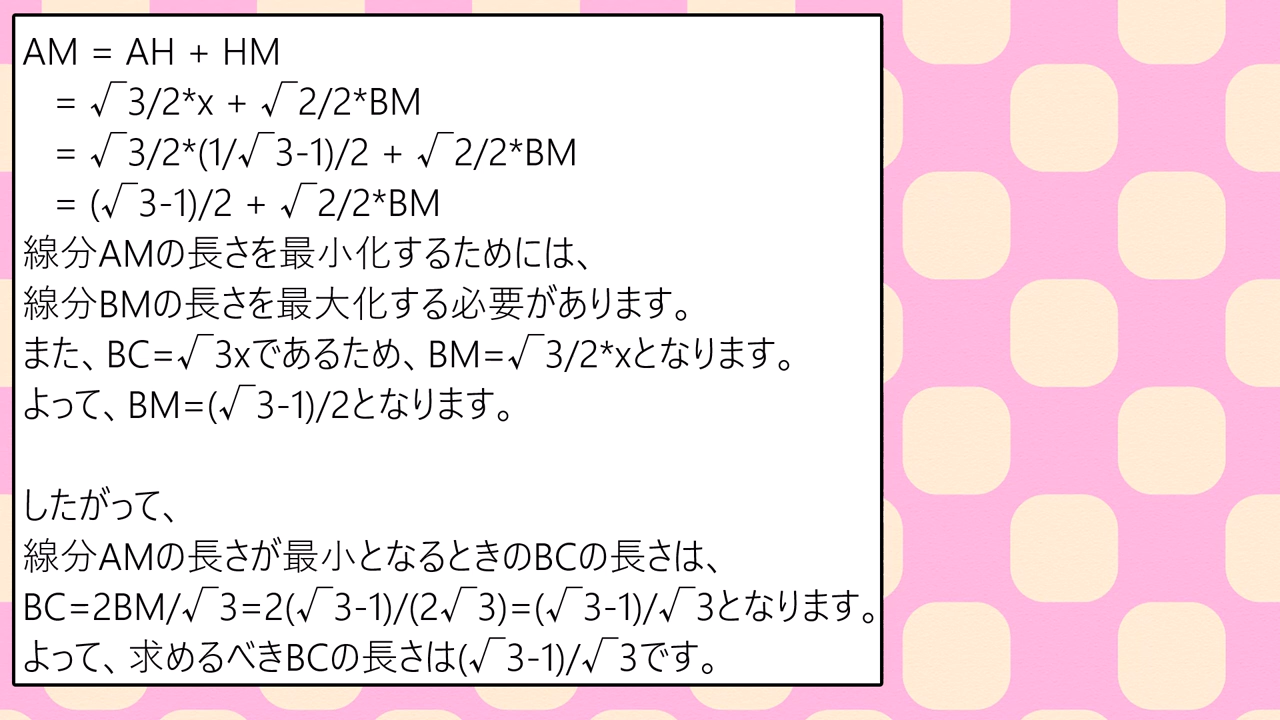 AM = AH + HM
= √3/2*x + √2/2*BM
= √3/2*(1/√3-1)/2 + √2/2*BM
= (√3-1)/2 + √2/2*BM
線分AMの長さを最小化するためには、
線分BMの長さを最大化する必要があります。
また、BC=√3xであるため、BM=√3/2*xとなります。
よって、BM=(√3-1)/2となります。
したがって、
線分AMの長さが最小となるときのBCの長さは、
BC=2BM/√3=2(√3-1)/(2√3)=(√3-1)/√3となります。
よって、求めるべきBCの長さは(√3-1)/√3です。